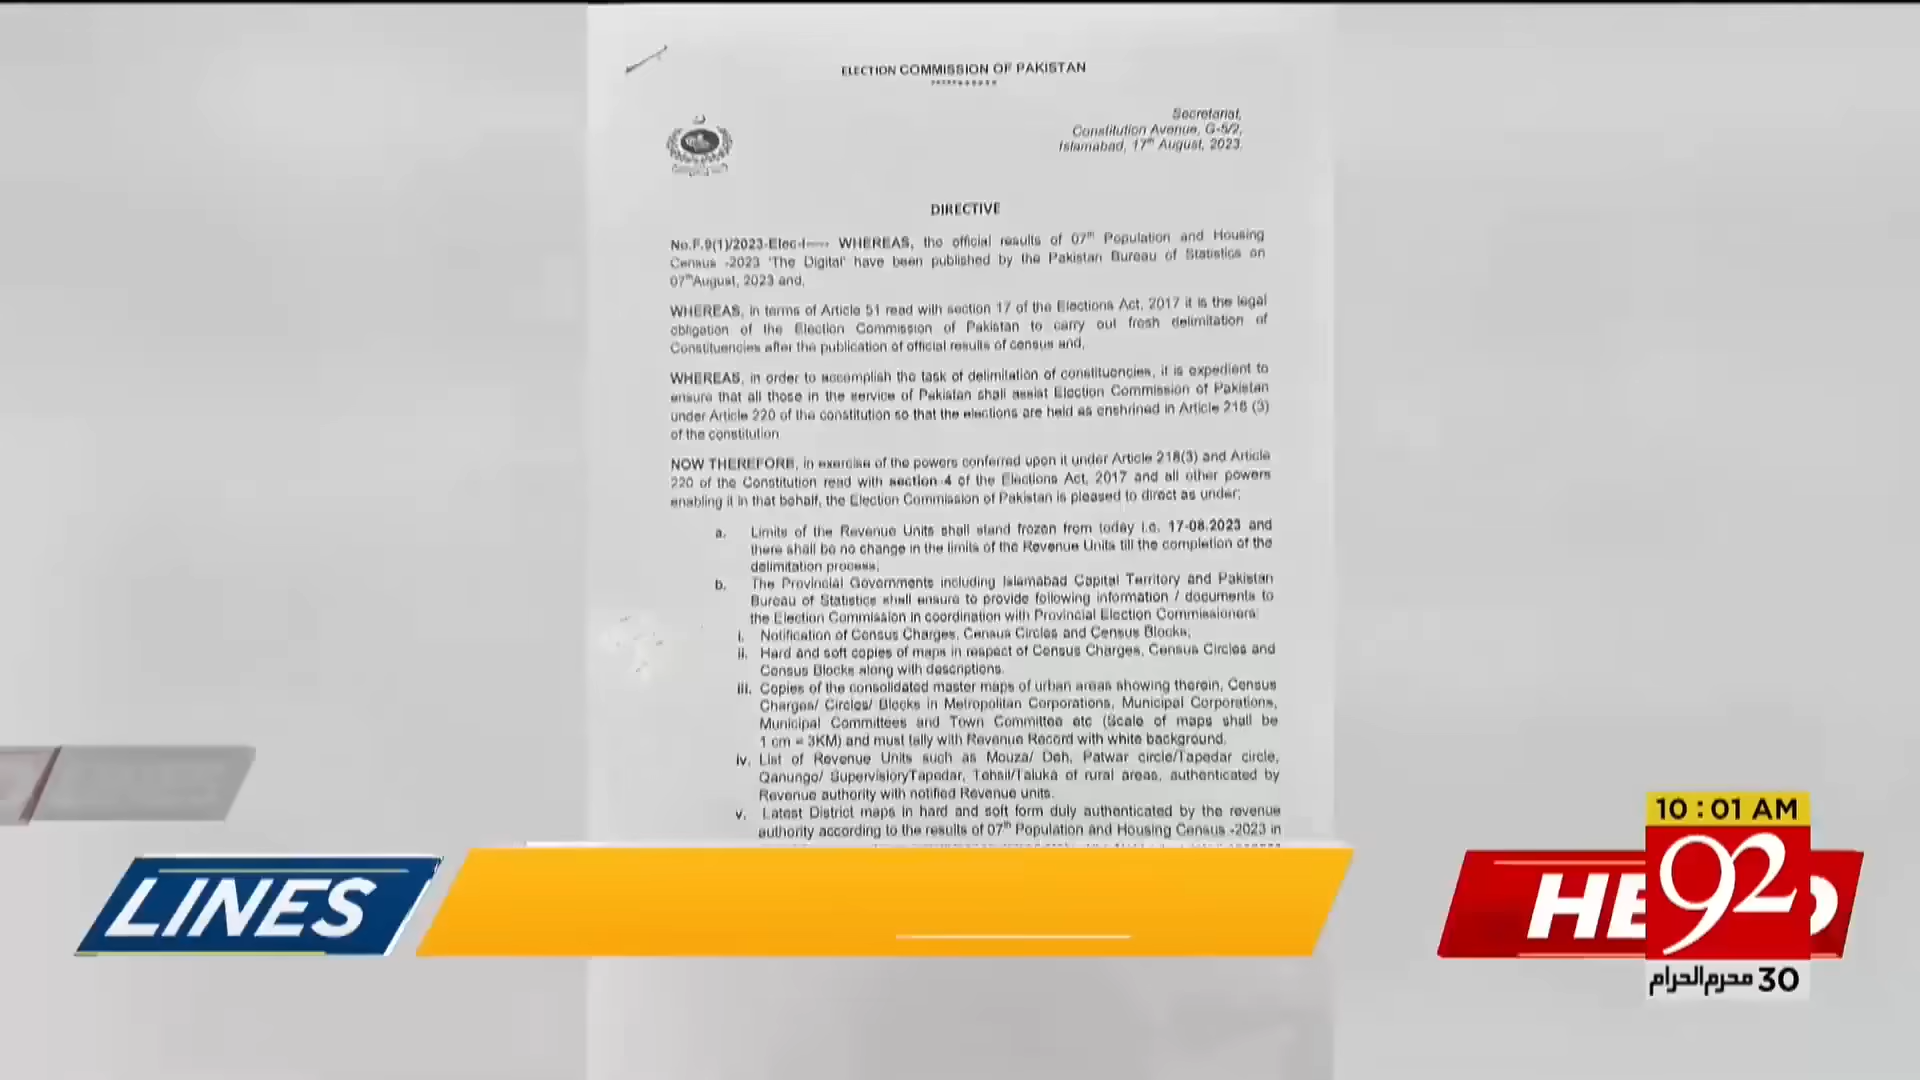 ELECTION COMMISSION OF PAKISTAN
Secretariat,
Constitution Avenue, G-5/2,
Islamabad, 17th August, 2023.
DIRECTIVE
No.F.9(1)/2023-Elec-I---- WHEREAS, the official results of 07th Population and Housing
Census -2023 'The Digital' have been published by the Pakistan Bureau of Statistics on
07thAugust, 2023 and,
WHEREAS, in terms of Article 51 read with section 17 of the Elections Act, 2017 it is the legal
obligation of the Election Commission of Pakistan to carry out fresh delimitation of
Constituencies after the publication of official results of census and,
WHEREAS, in order to accomplish the task of delimitation of constituencies, it is expedient to
ensure that all those in the service of Pakistan shall assist Election Commission of Pakistan
under Article 220 of the constitution so that the elections are held as enshrined in Article 218 (3)
of the constitution
NOW THEREFORE, in exercise of the powers conferred upon it under Article 218(3) and Article
220 of the Constitution read with section 4 of the Elections Act, 2017 and all other powers
enabling it in that behalf, the Election Commission of Pakistan is pleased to direct as under;
a. Limits of the Revenue Units shall stand frozen from today i.e. 17-08.2023 and
there shall be no change in the limits of the Revenue Units till the completion of the
delimitation process;
b. The Provincial Governments including Islamabad Capital Territory and Pakistan
Bureau of Statistics shall ensure to provide following information / documents to
the Election Commission in coordination with Provincial Election Commissioners:
i. Notification of Census Charges, Census Circles and Census Blocks;
ii. Hard and soft copies of maps in respect of Census Charges, Census Circles and
Census Blocks along with descriptions.
iii. Copies of the consolidated master maps of urban areas showing therein, Census
Charges/ Circles/ Blocks in Metropolitan Corporations, Municipal Corporations,
Municipal Committees and Town Committee etc (Scale of maps shall be
1 cm = 3KM) and must tally with Revenue Record with white background.
iv. List of Revenue Units such as Mouza/ Deh, Patwar circle/Tapedar circle,
Qanungo/ SupervisoryTapedar, Tehsil/Taluka of rural areas, authenticated by
Revenue authority with notified Revenue units.
v. Latest District maps in hard and soft form duly authenticated by the revenue
authority according to the results of 07th Population and Housing Census -2023 in
LINES
10:01 AM
HE
92
30 محرم الحرام